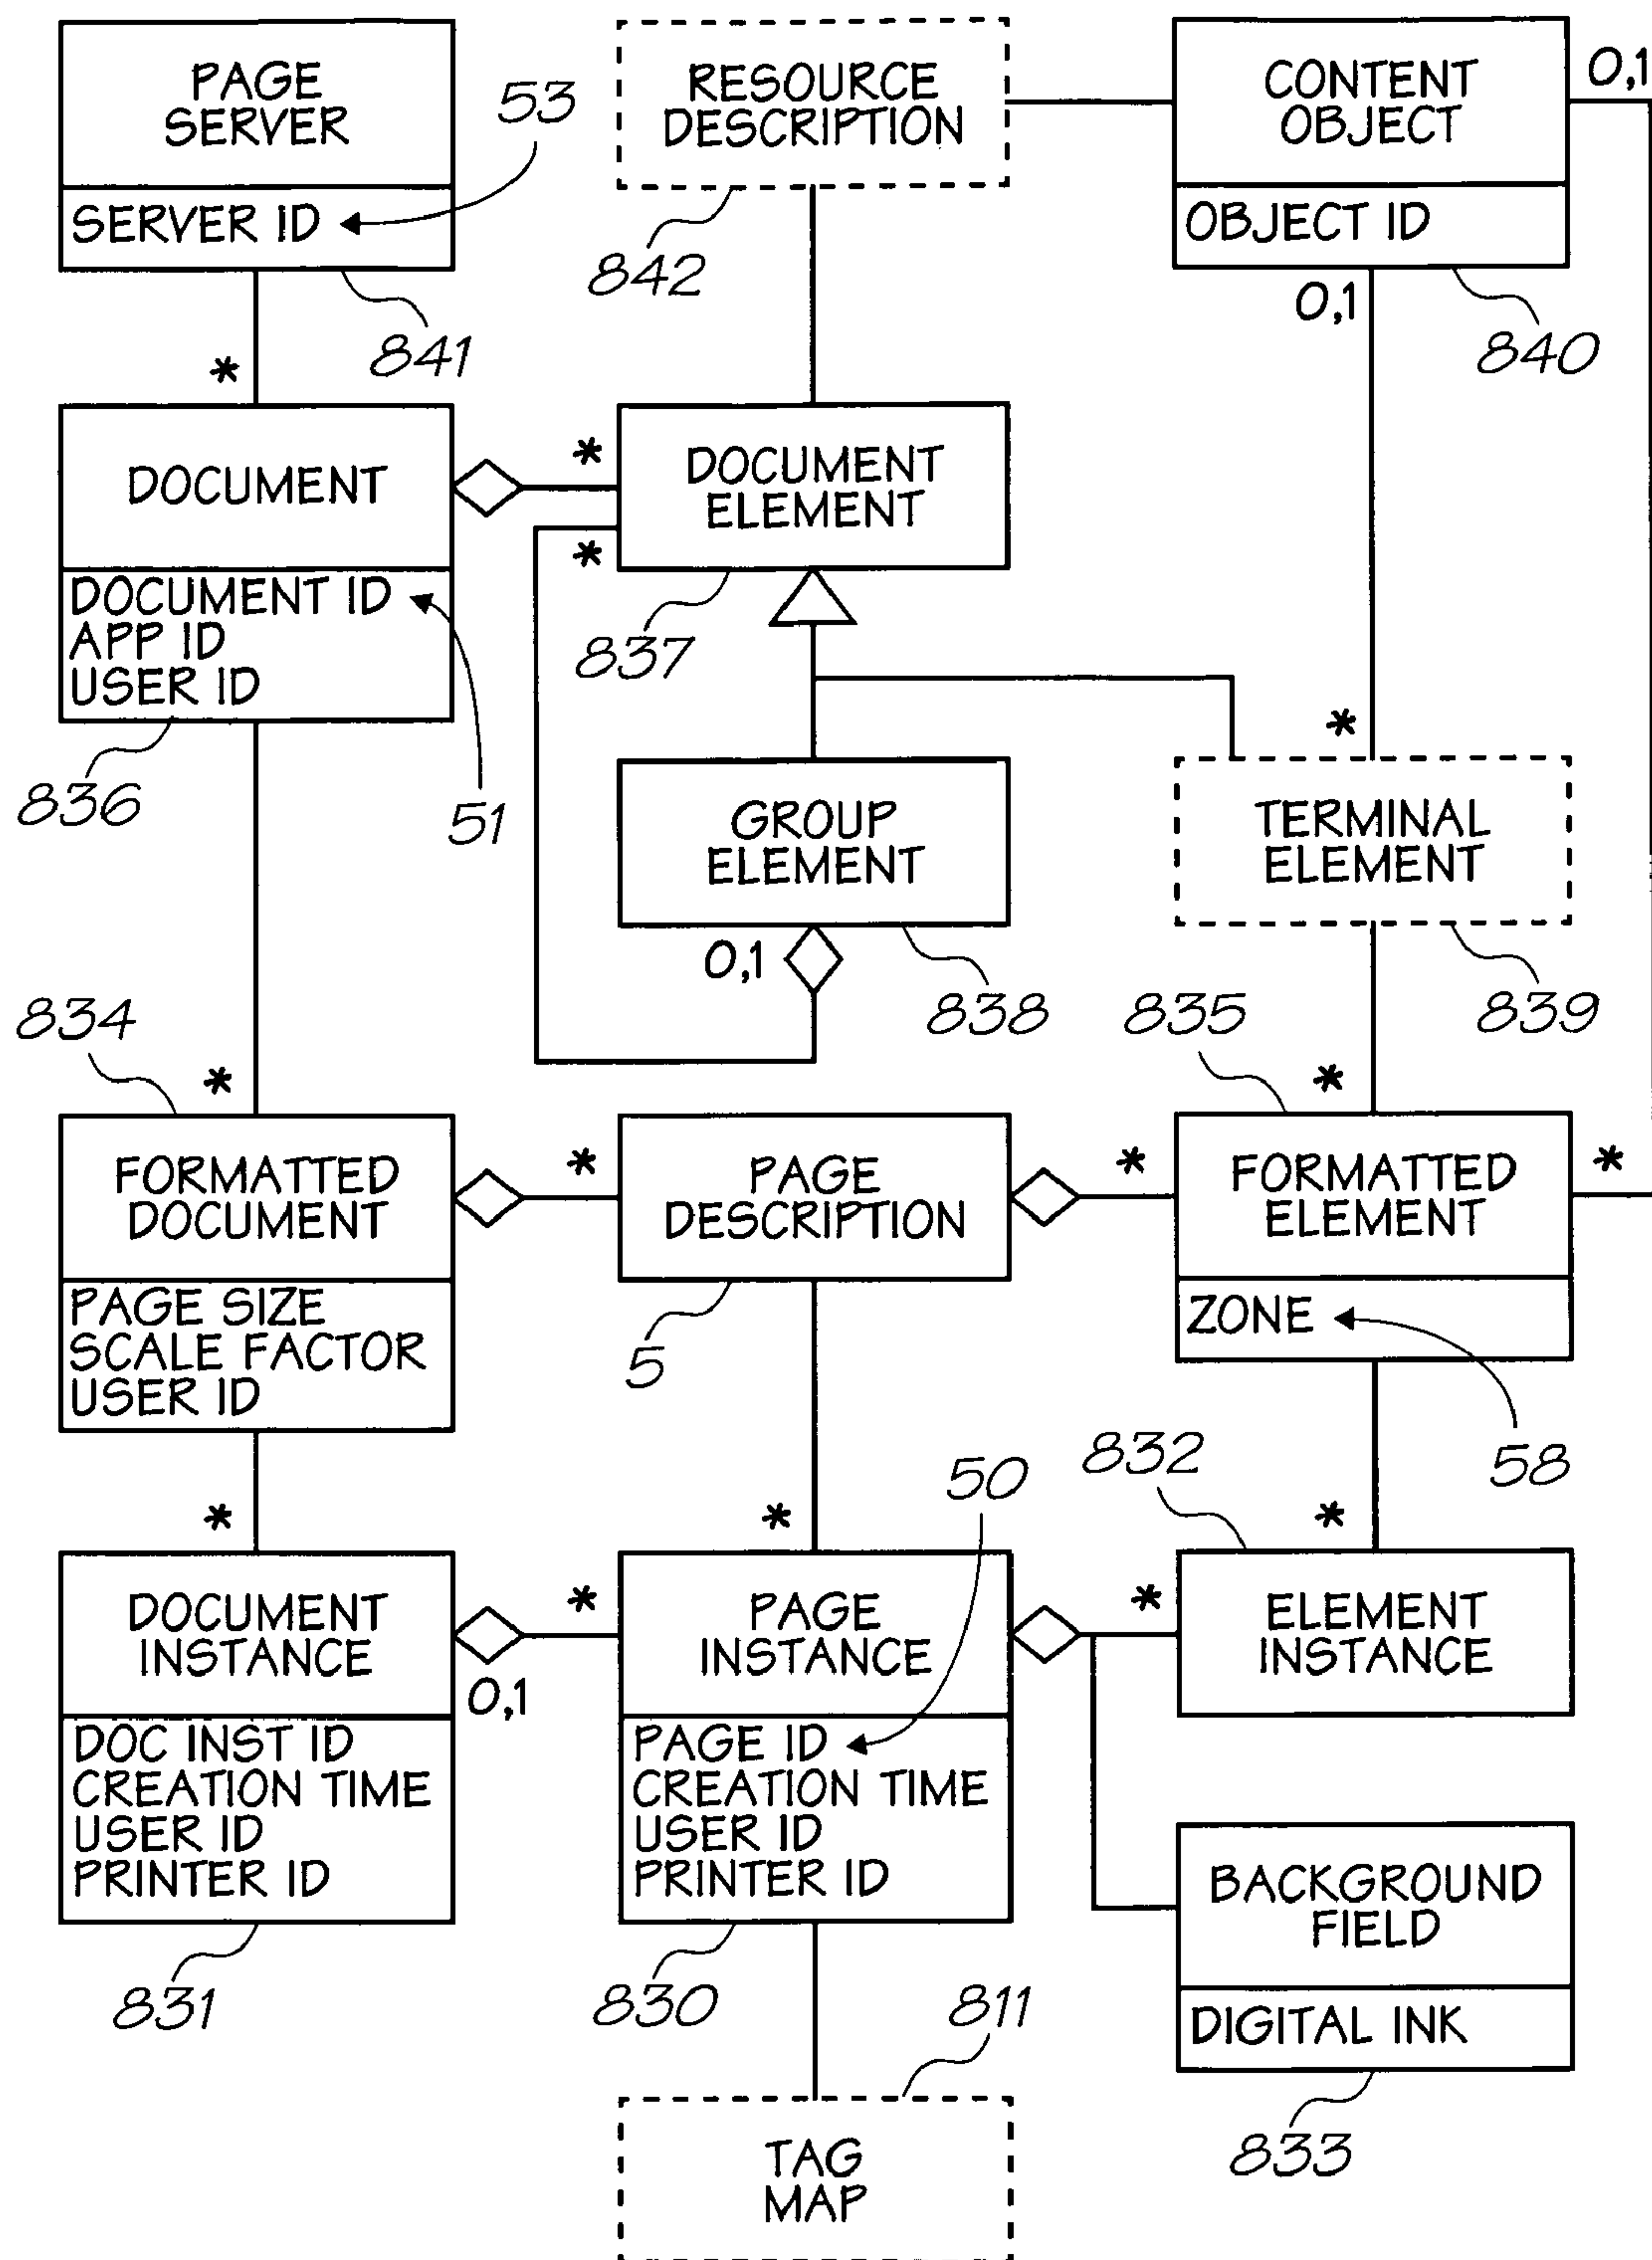 PAGE
SERVER
53
SERVER ID
841
RESOURCE
DESCRIPTION
842
CONTENT
OBJECT
0,1
OBJECT ID
0,1
840
*
DOCUMENT
DOCUMENT ID
APP ID
USER ID
836
51
*
DOCUMENT
ELEMENT
*
837
GROUP
ELEMENT
0,1
838
*
TERMINAL
ELEMENT
839
834
*
FORMATTED
DOCUMENT
PAGE SIZE
SCALE FACTOR
USER ID
*
PAGE
DESCRIPTION
5
835
*
*
FORMATTED
ELEMENT
*
ZONE
58
*
DOCUMENT
INSTANCE
0,1
DOC INST ID
CREATION TIME
USER ID
PRINTER ID
831
*
*
50
PAGE
INSTANCE
PAGE ID
CREATION TIME
USER ID
PRINTER ID
830
832
*
*
ELEMENT
INSTANCE
BACKGROUND
FIELD
DIGITAL INK
833
811
TAG
MAP